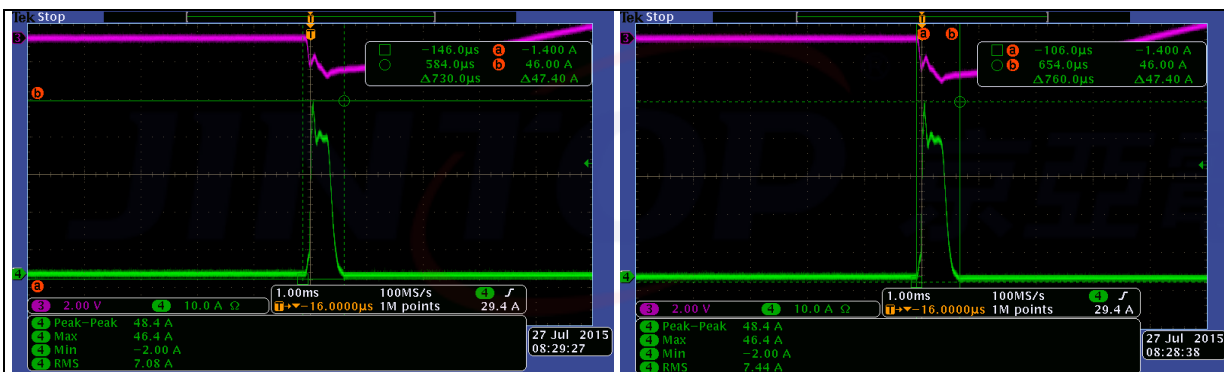 Tek Stop
T
3
T
−146.0µs a −1.400 A
584.0µs b 46.00 A
Δ730.0µs Δ47.40 A
b
4
a
3 2.00 V 4 10.0 A Ω
1.00ms 100MS/s 4
T→▼−16.0000µs 1M points 29.4 A
4 Peak−Peak 48.4 A
4 Max 46.4 A
4 Min −2.00 A
4 RMS 7.08 A
27 Jul 2015
08:29:27
Tek Stop
T
3
a b
a −106.0µs −1.400 A
b 654.0µs 46.00 A
Δ760.0µs Δ47.40 A
4
3 2.00 V 4 10.0 A Ω
1.00ms 100MS/s 4
T→▼−16.0000µs 1M points 29.4 A
4 Peak−Peak 48.4 A
4 Max 46.4 A
4 Min −2.00 A
4 RMS 7.44 A
27 Jul 2015
08:28:38
JINTOP